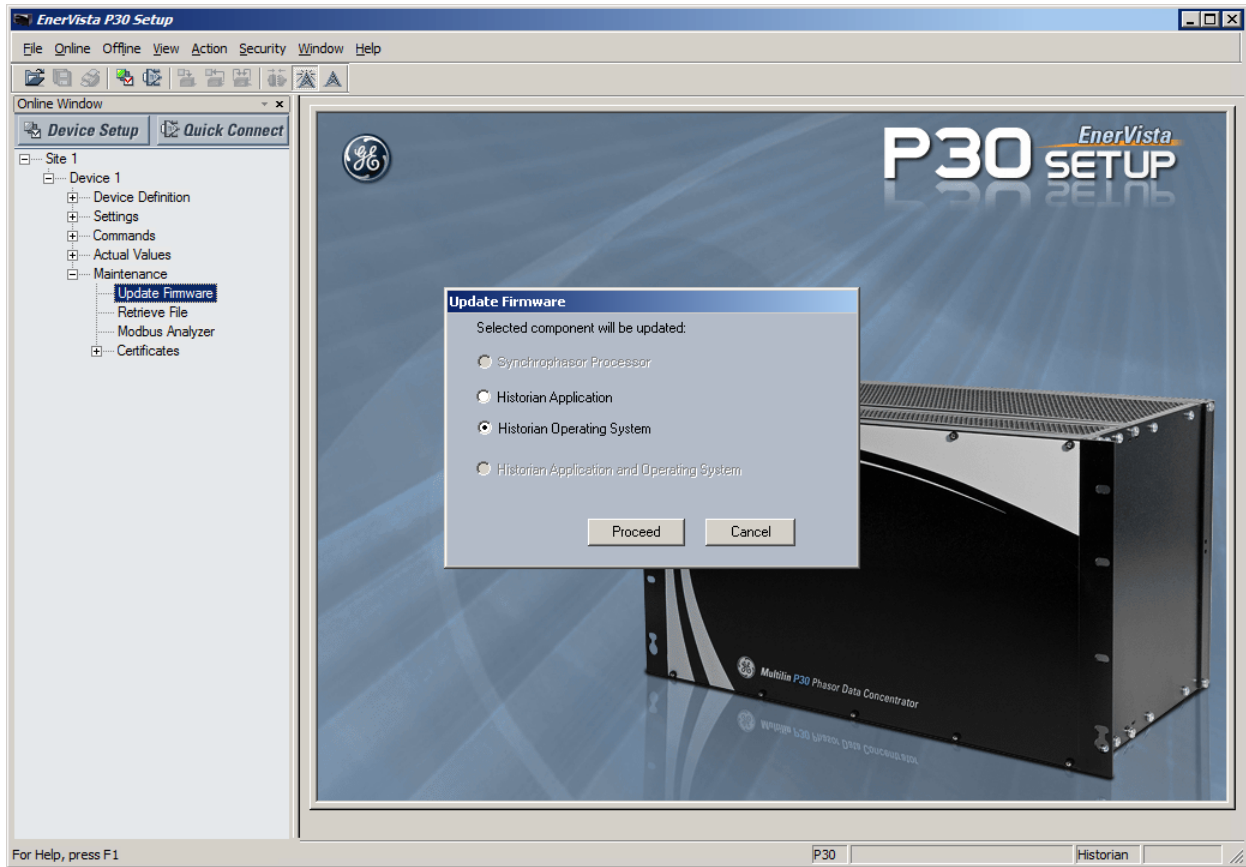 EnerVista P30 Setup
File Online Offline View Action Security Window Help
Online Window
Device Setup Quick Connect
Site 1
Device 1
Device Definition
Settings
Commands
Actual Values
Maintenance
Update Firmware
Retrieve File
Modbus Analyzer
Certificates
GE
P30 EnerVista
SETUP
Update Firmware
Selected component will be updated:
Synchrophasor Processor
Historian Application
Historian Operating System
Historian Application and Operating System
Proceed Cancel
GE Multilin P30 Phasor Data Concentrator
For Help, press F1 P30 Historian